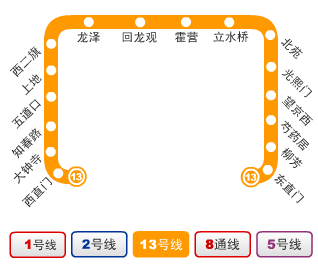 龙泽
回龙观
霍营
立水桥
西二旗
上地
五道口
知春路
大钟寺
西直门
13
北苑
光熙门
望京西
芍药居
柳芳
东直门
13
1号线
2号线
13号线
8通线
5号线